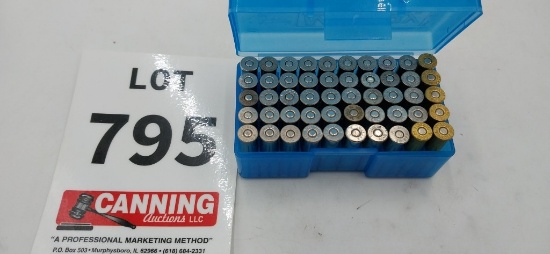 LOT
795
CANNING
Auctions LLC
"A PROFESSIONAL MARKETING METHOD"
P.O. Box 503 • Murphysboro, IL 62966 • (618) 684-2331